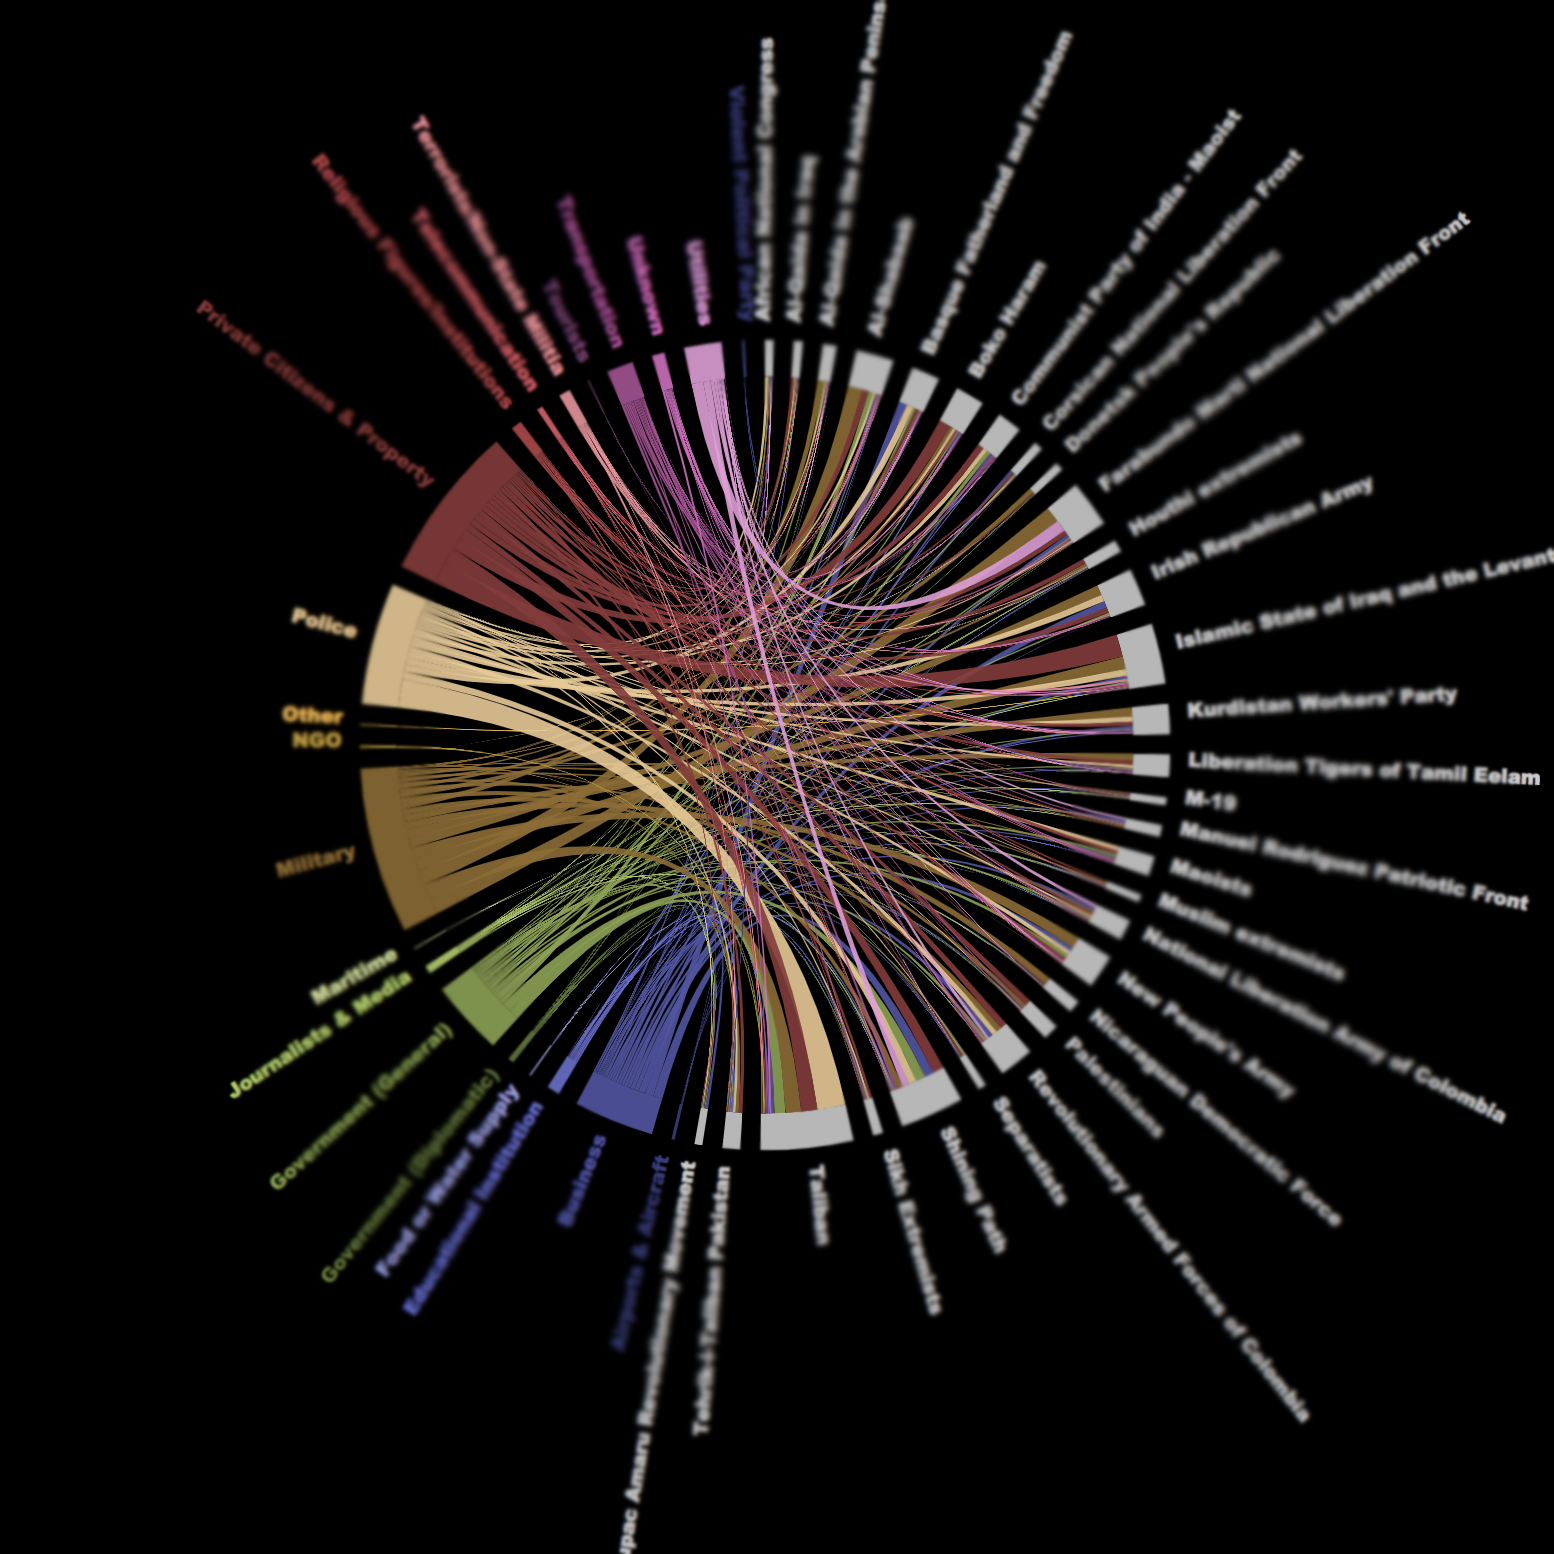 African National Congress
Al-Qaida in Iraq
Al-Qaida in the Arabian Penins
Al-Shabaab
Basque Fatherland and Freedom
Boko Haram
Communist Party of India - Maoist
Corsican National Liberation Front
Donetsk People's Republic
Farabundo Marti National Liberation Front
Houthi extremists
Irish Republican Army
Islamic State of Iraq and the Levant
Kurdistan Workers' Party
Liberation Tigers of Tamil Eelam
M-19
Manuel Rodriguez Patriotic Front
Maoists
Muslim extremists
National Liberation Army of Colombia
New People's Army
Nicaraguan Democratic Force
Palestinians
Revolutionary Armed Forces of Colombia
Separatists
Shining Path
Sikh Extremists
Taliban
Tehrik-i-Taliban Pakistan
upac Amaru Revolutionary Movement
Airports & Aircraft
Business
Educational Institution
Food or Water Supply
Government (Diplomatic)
Government (General)
Journalists & Media
Maritime
Military
NGO
Other
Police
Private Citizens & Property
Religious Figures/Institutions
Telecommunication
Terrorists/Non-State Militia
Tourists
Transportation
Unknown
Utilities
Violent Political Party